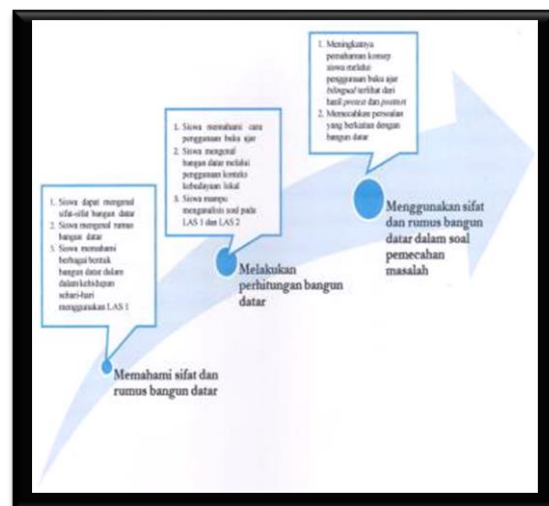 1. Meningkatnya
pemahaman konsep
siswa melalui
penggunaan buku ajar
bilingual terlihat dari
hasil pretest dan posttest
2. Memecahkan persoalan
yang berkaitan dengan
bangun datar
1. Siswa memahami cara
penggunaan buku ajar
2. Siswa mengenal
bangun datar melalui
penggunaan konteks
kebudayaan lokal
3. Siswa mampu
menganalisis soal pada
LAS 1 dan LAS 2
1. Siswa dapat mengenal
sifat-sifat bangun datar
2. Siswa mengenal rumus
bangun datar
3. Siswa memahami
berbagai bentuk
bangun datar dalam
dalam kehidupan
sehari-hari
menggunakan LAS 1
Menggunakan sifat
dan rumus bangun
datar dalam soal
pemecahan
masalah
Melakukan
perhitungan bangun
datar
Memahami sifat dan
rumus bangun datar